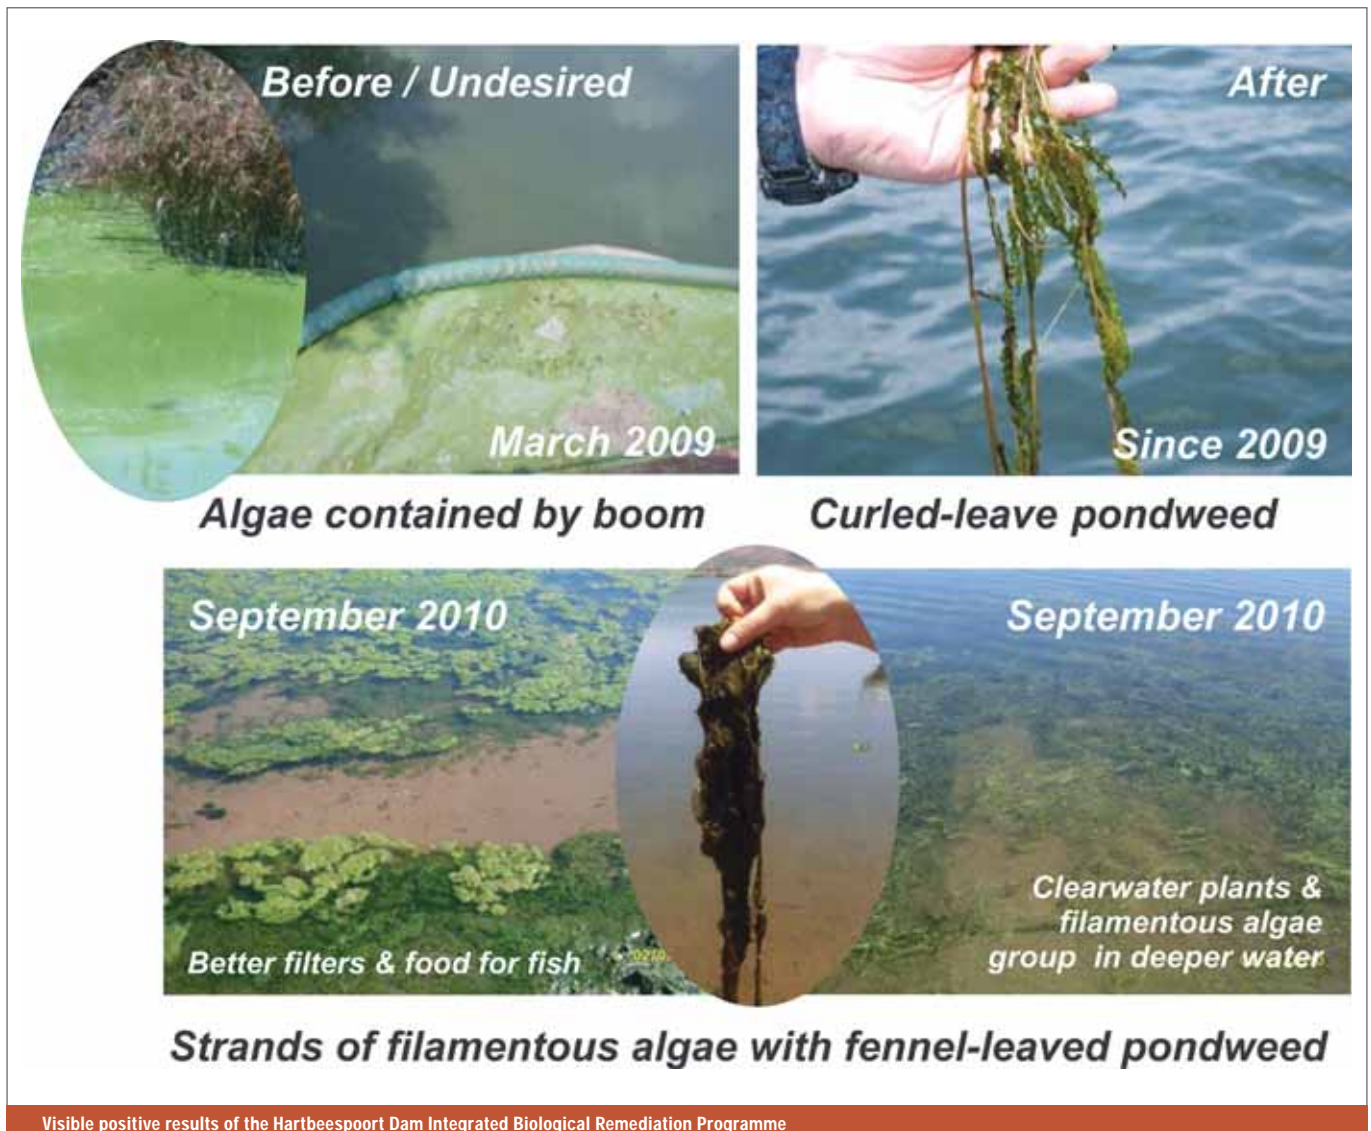 Before / Undesired
March 2009
After
Since 2009
Algae contained by boom
Curled-leave pondweed
September 2010
Better filters & food for fish
September 2010
Clearwater plants &
filamentous algae
group in deeper water
Strands of filamentous algae with fennel-leaved pondweed
Visible positive results of the Hartbeespoort Dam Integrated Biological Remediation Programme